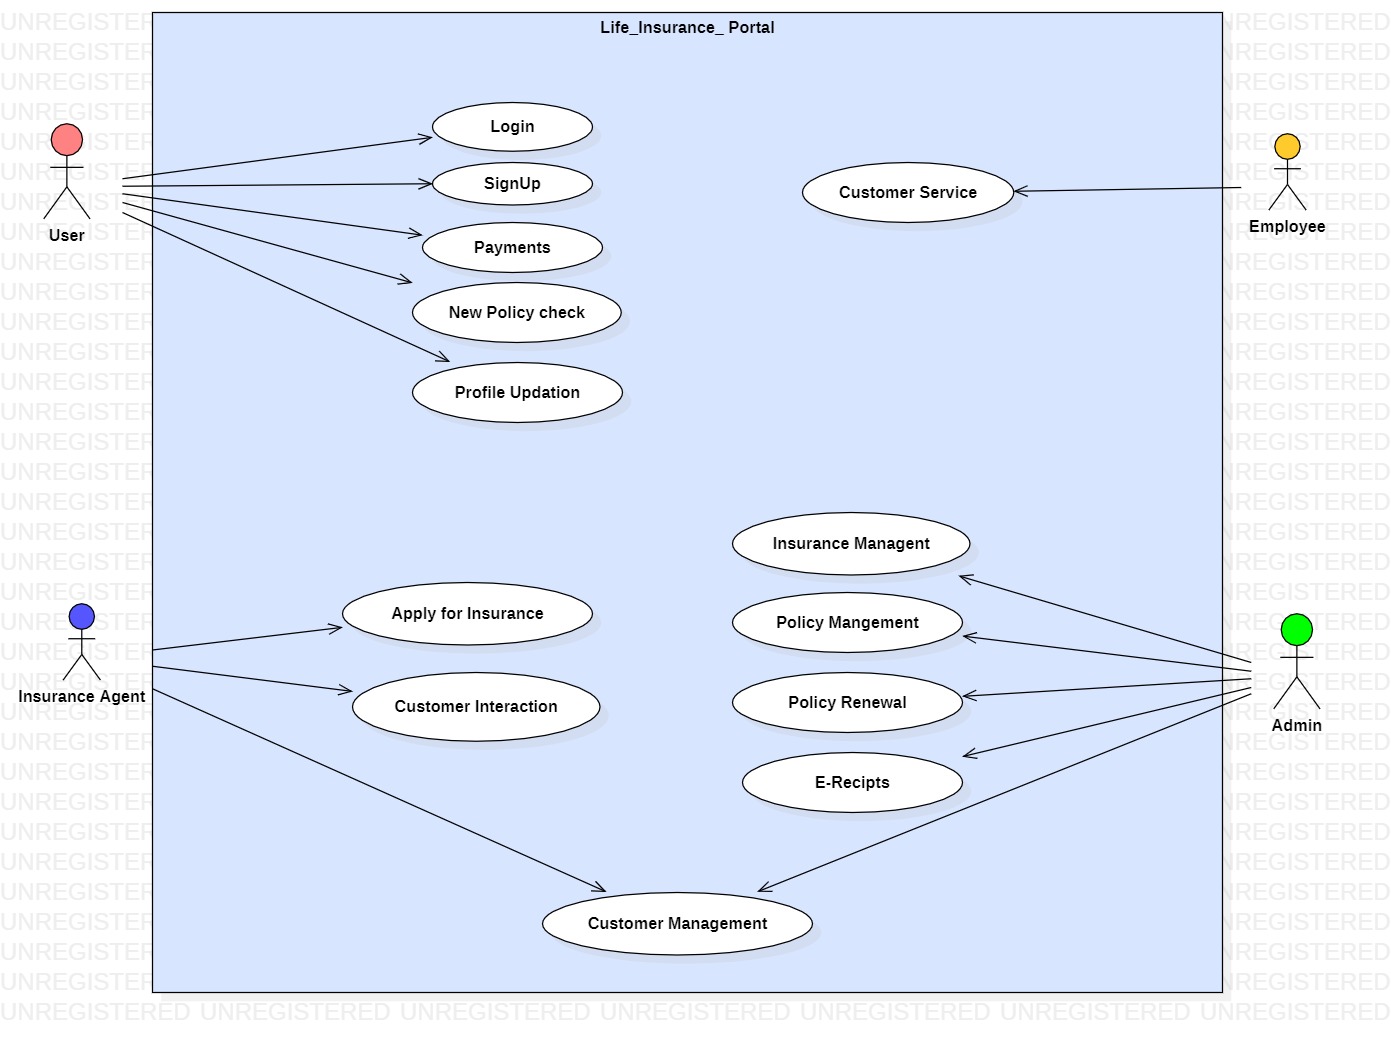 Life_Insurance_ Portal
Login
SignUp
Payments
New Policy check
Profile Updation
User
Customer Service
Employee
Insurance Managent
Policy Mangement
Policy Renewal
E-Recipts
Admin
Apply for Insurance
Customer Interaction
Insurance Agent
Customer Management
UNREGISTERED UNREGISTERED UNREGISTERED UNREGISTERED UNREGISTERED UNREGISTERED UNREGISTERED